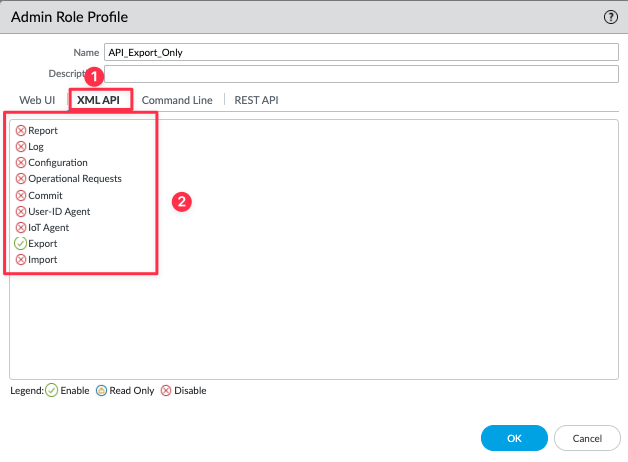 Admin Role Profile
Name API_Export_Only
1
Descript
Web UI XML API Command Line REST API
Report
Log
Configuration
Operational Requests
Commit
2
User-ID Agent
IoT Agent
Export
Import
Legend: Enable Read Only Disable
OK Cancel